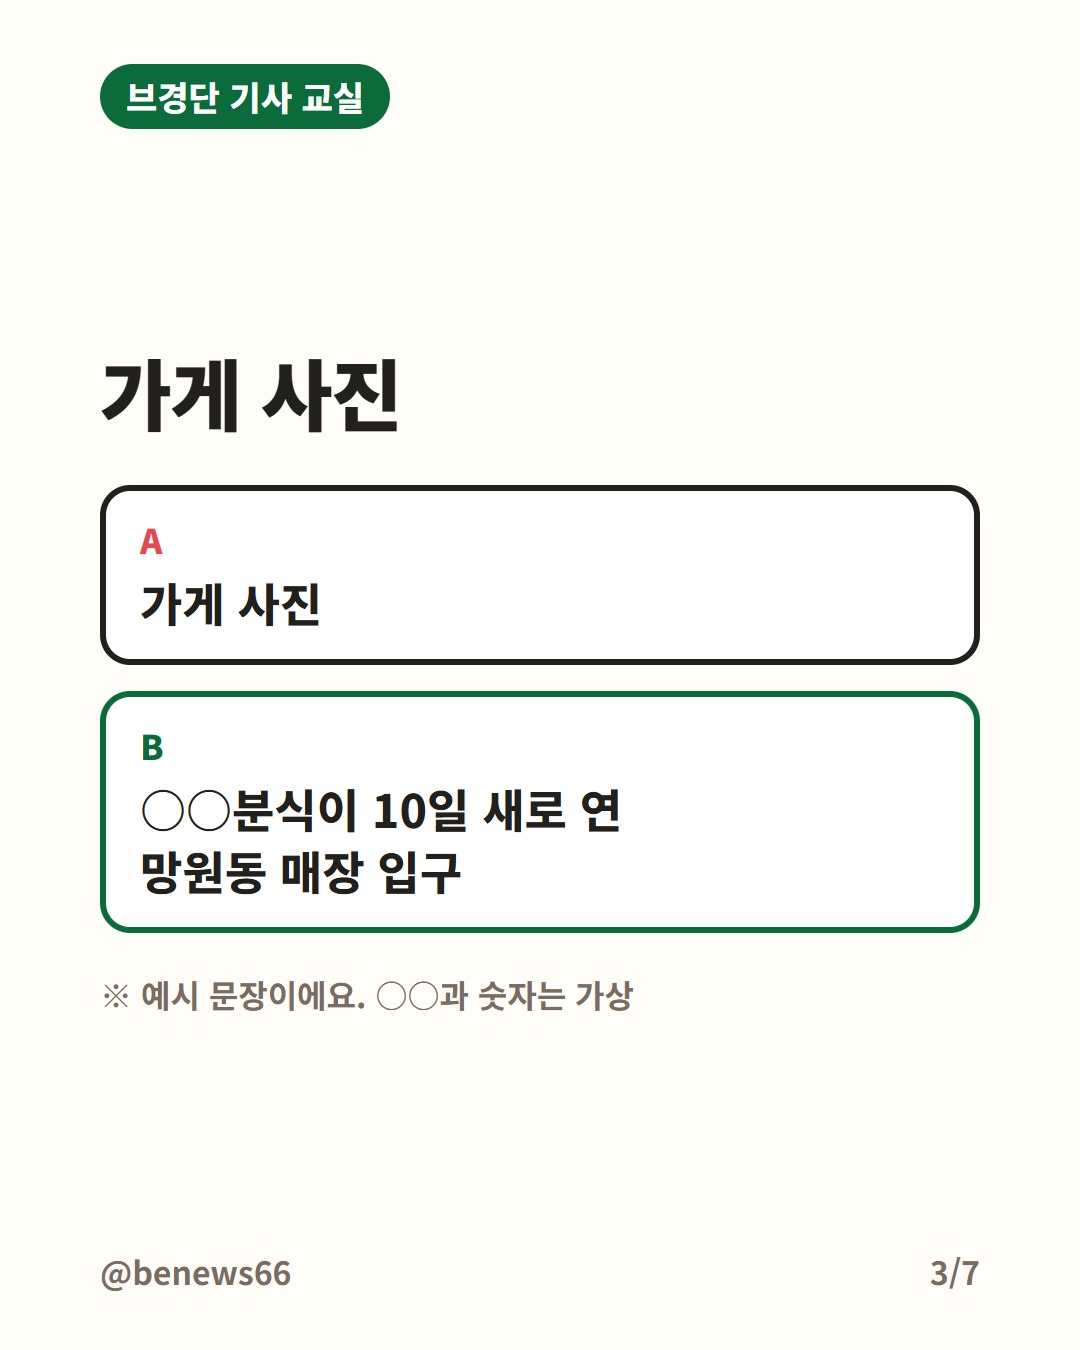 브경단 기사 교실
가게 사진
A
가게 사진
B
○○분식이 10일 새로 연
망원동 매장 입구
※ 예시 문장이에요. ○○과 숫자는 가상
@benews66
3/7